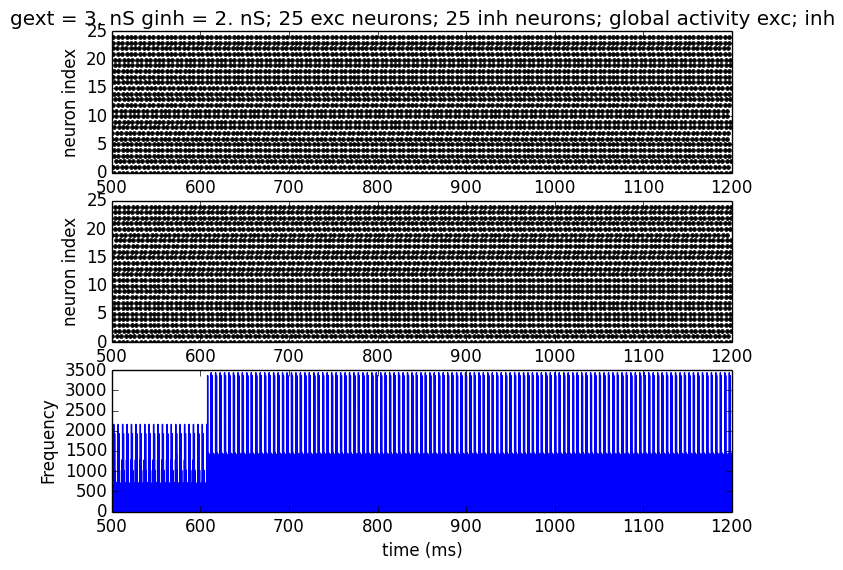 gext = 3. nS ginh = 2. nS; 25 exc neurons; 25 inh neurons; global activity exc; inh
25
20
15
10
5
0
neuron index
500 600 700 800 900 1000 1100 1200
25
20
15
10
5
0
neuron index
500 600 700 800 900 1000 1100 1200
3500
3000
2500
2000
1500
1000
500
0
Frequency
500 600 700 800 900 1000 1100 1200
time (ms)